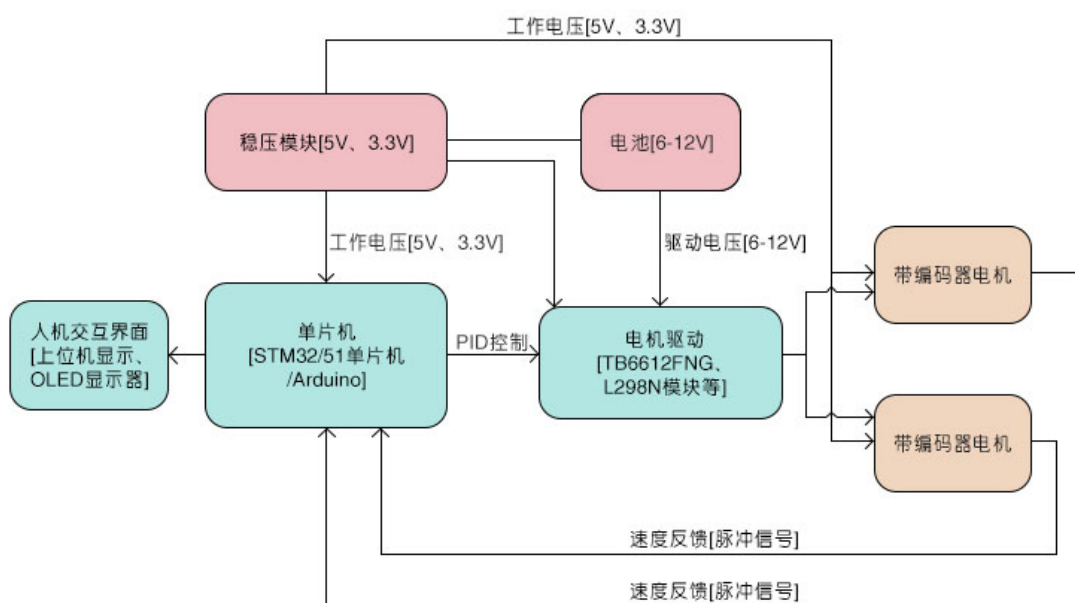 工作电压[5V、3.3V]
稳压模块[5V、3.3V]
电池[6-12V]
工作电压[5V、3.3V]
驱动电压[6-12V]
带编码器电机
人机交互界面
[上位机显示、
OLED显示器]
单片机
[STM32/51单片机
/Arduino]
PID控制
电机驱动
[TB6612FNG、
L298N模块等]
带编码器电机
速度反馈[脉冲信号]
速度反馈[脉冲信号]